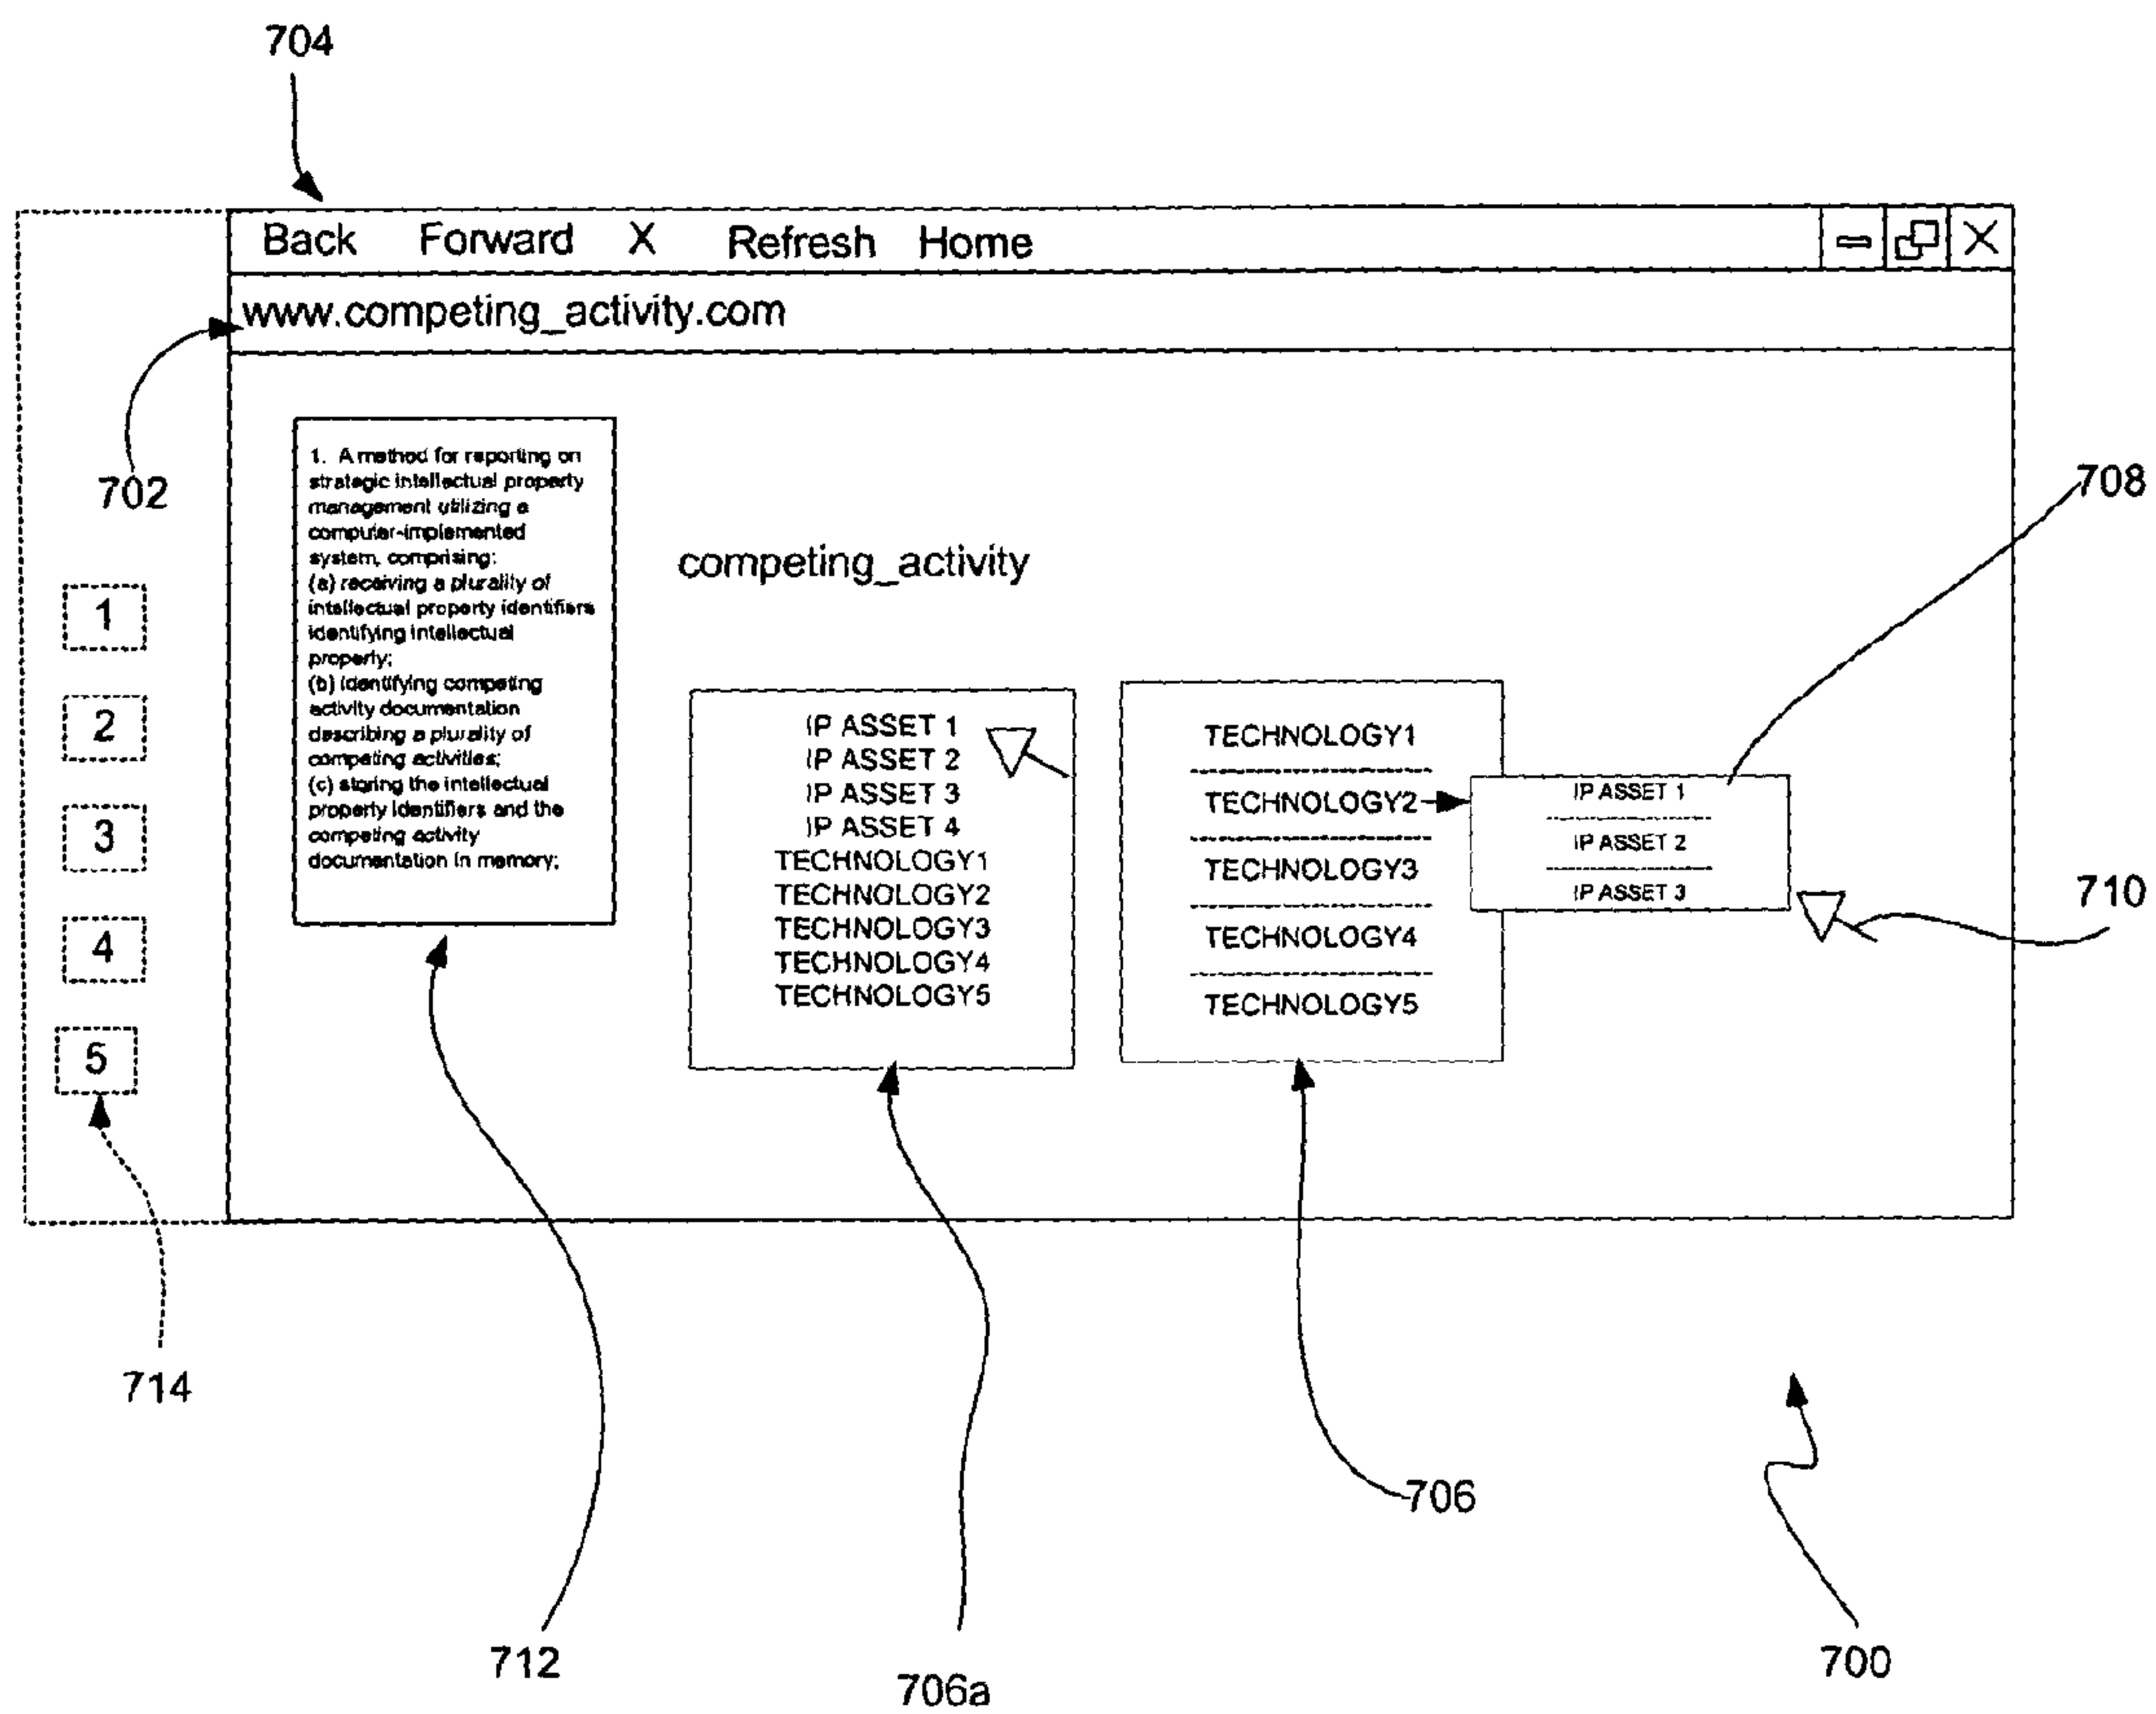 704
Back Forward X Refresh Home
www.competing_activity.com
702
1. A method for reporting on
strategic intellectual property
management utilizing a
computer-implemented
system, comprising:
(a) receiving a plurality of
intellectual property identifiers
identifying intellectual
property;
(b) identifying competing
activity documentation
describing a plurality of
competing activities;
(c) storing the intellectual
property identifiers and the
competing activity
documentation in memory;
competing_activity
708
1
2
3
4
5
IP ASSET 1
IP ASSET 2
IP ASSET 3
IP ASSET 4
TECHNOLOGY1
TECHNOLOGY2
TECHNOLOGY3
TECHNOLOGY4
TECHNOLOGY5
TECHNOLOGY1
TECHNOLOGY2
TECHNOLOGY3
TECHNOLOGY4
TECHNOLOGY5
IP ASSET 1
IP ASSET 2
IP ASSET 3
710
714
706
712
706a
700